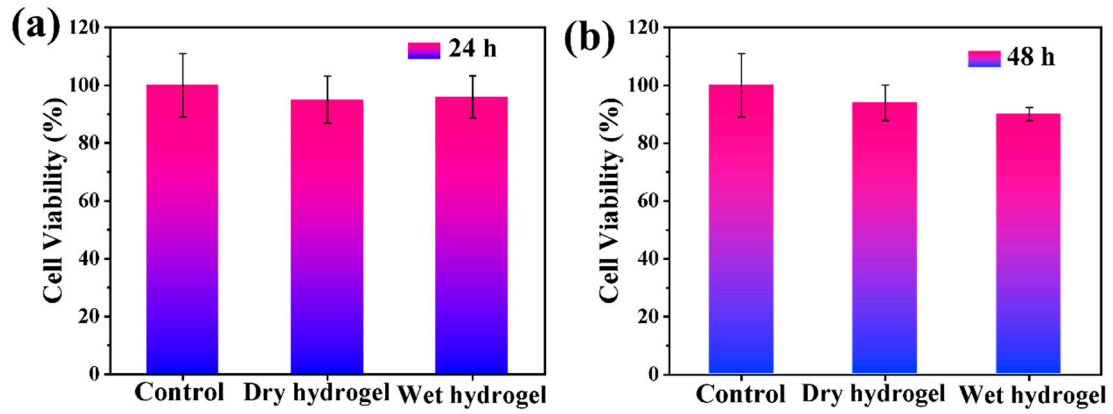 (a)
24 h
120
100
80
60
40
20
0
Cell Viability (%)
Control Dry hydrogel Wet hydrogel
(b)
48 h
120
100
80
60
40
20
0
Cell Viability (%)
Control Dry hydrogel Wet hydrogel